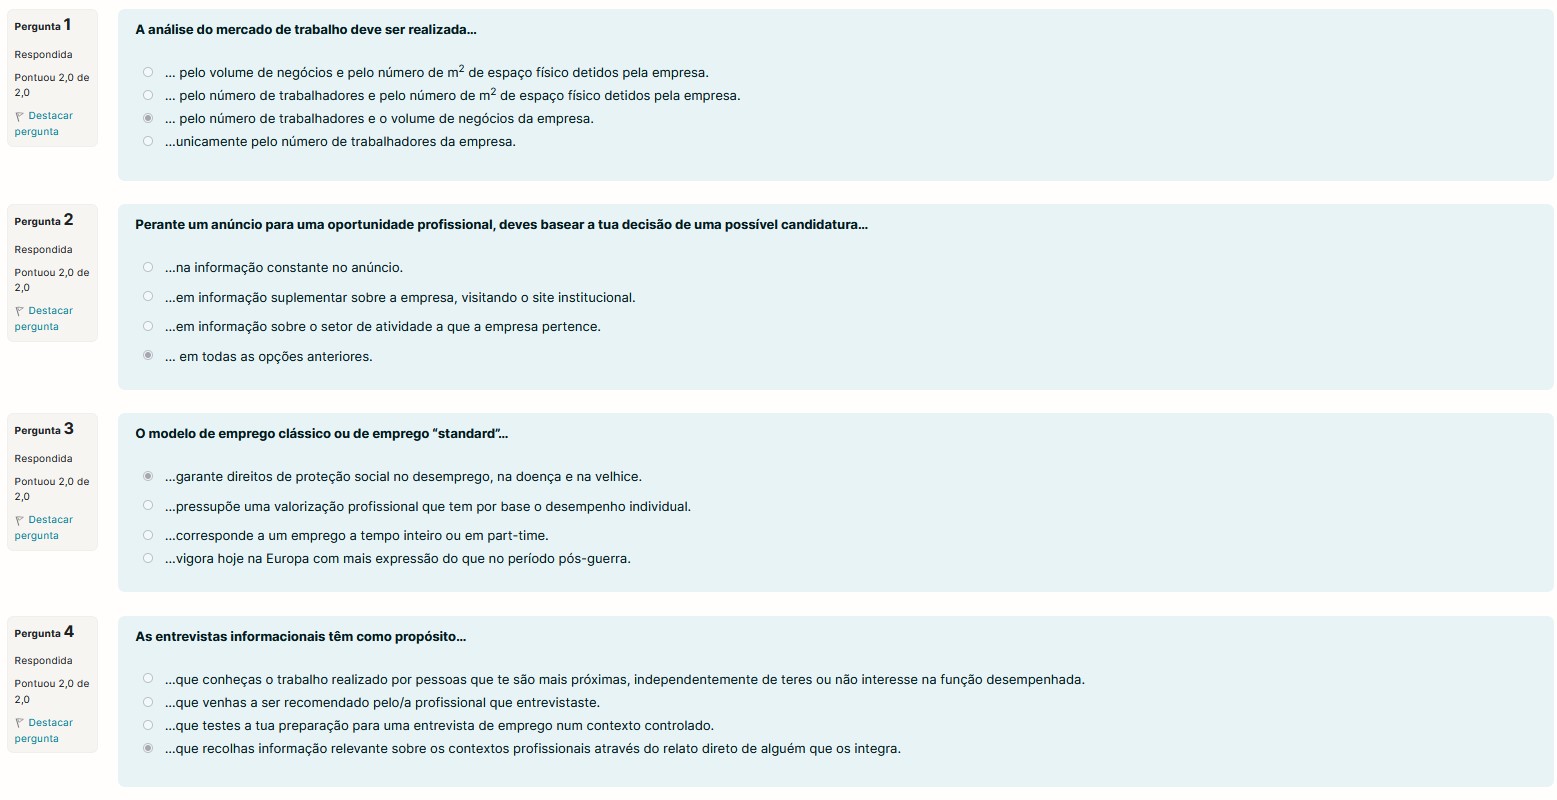 Pergunta 1
Respondida
Pontuou 2,0 de
2,0
Destacar
pergunta
A análise do mercado de trabalho deve ser realizada...
... pelo volume de negócios e pelo número de m² de espaço físico detidos pela empresa.
... pelo número de trabalhadores e pelo número de m² de espaço físico detidos pela empresa.
... pelo número de trabalhadores e o volume de negócios da empresa.
...unicamente pelo número de trabalhadores da empresa.
Pergunta 2
Respondida
Pontuou 2,0 de
2,0
Destacar
pergunta
Perante um anúncio para uma oportunidade profissional, deves basear a tua decisão de uma possível candidatura...
...na informação constante no anúncio.
...em informação suplementar sobre a empresa, visitando o site institucional.
...em informação sobre o setor de atividade a que a empresa pertence.
... em todas as opções anteriores.
Pergunta 3
Respondida
Pontuou 2,0 de
2,0
Destacar
pergunta
O modelo de emprego clássico ou de emprego “standard”...
...garante direitos de proteção social no desemprego, na doença e na velhice.
...pressupõe uma valorização profissional que tem por base o desempenho individual.
...corresponde a um emprego a tempo inteiro ou em part-time.
...vigora hoje na Europa com mais expressão do que no período pós-guerra.
Pergunta 4
Respondida
Pontuou 2,0 de
2,0
Destacar
pergunta
As entrevistas informacionais têm como propósito...
...que conheças o trabalho realizado por pessoas que te são mais próximas, independentemente de teres ou não interesse na função desempenhada.
...que venhas a ser recomendado pelo/a profissional que entrevistaste.
...que testes a tua preparação para uma entrevista de emprego num contexto controlado.
...que recolhas informação relevante sobre os contextos profissionais através do relato direto de alguém que os integra.